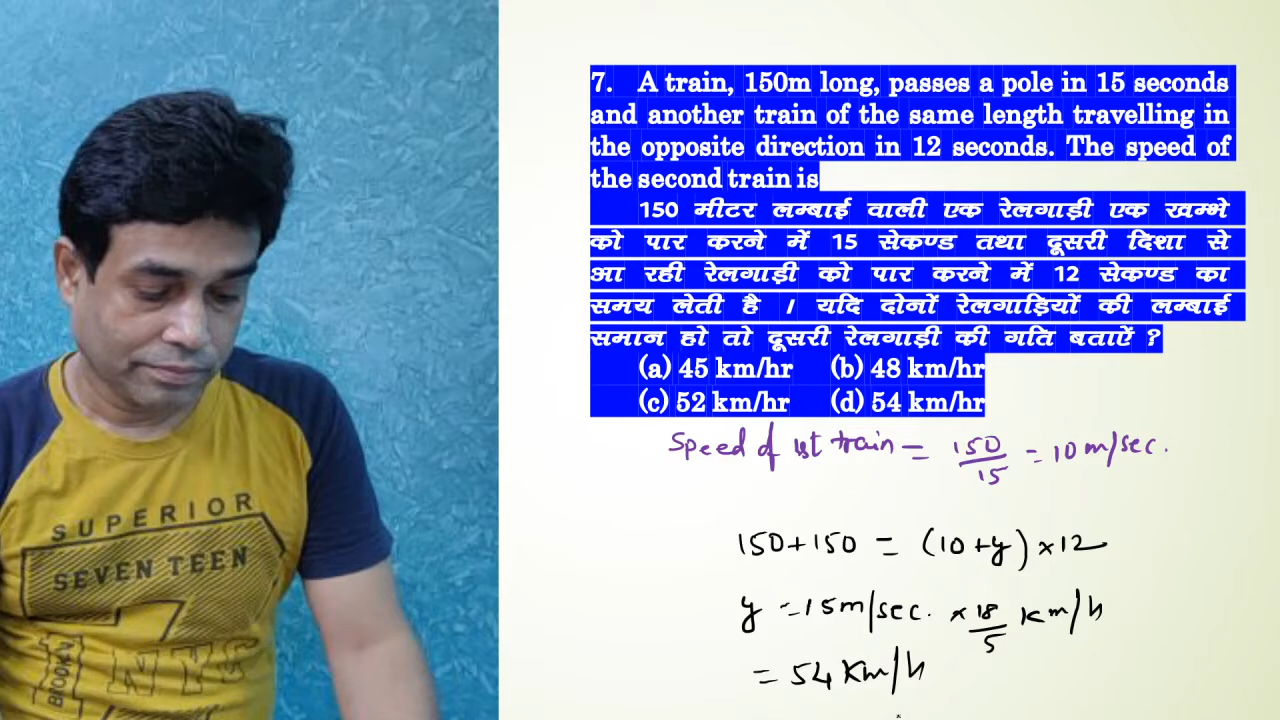 7. A train, 150m long, passes a pole in 15 seconds
and another train of the same length travelling in
the opposite direction in 12 seconds. The speed of
the second train is
150 मीटर लम्बाई वाली एक रेलगाड़ी एक खम्भे
को पार करने में 15 सेकण्ड तथा दूसरी दिशा से
आ रही रेलगाड़ी को पार करने में 12 सेकण्ड का
समय लेती है । यदि दोनों रेलगाड़ियों की लम्बाई
समान हो तो दूसरी रेलगाड़ी की गति बताऐं ?
(a) 45 km/hr (b) 48 km/hr
(c) 52 km/hr (d) 54 km/hr
Speed of 1st train = 150/15 = 10 m/sec.
150+150 = (10+y)×12
y = 15m/sec. × 18/5 Km/h
= 54 Km/h
SUPERIOR
SEVEN TEEN
7
NYC
BROOKLY